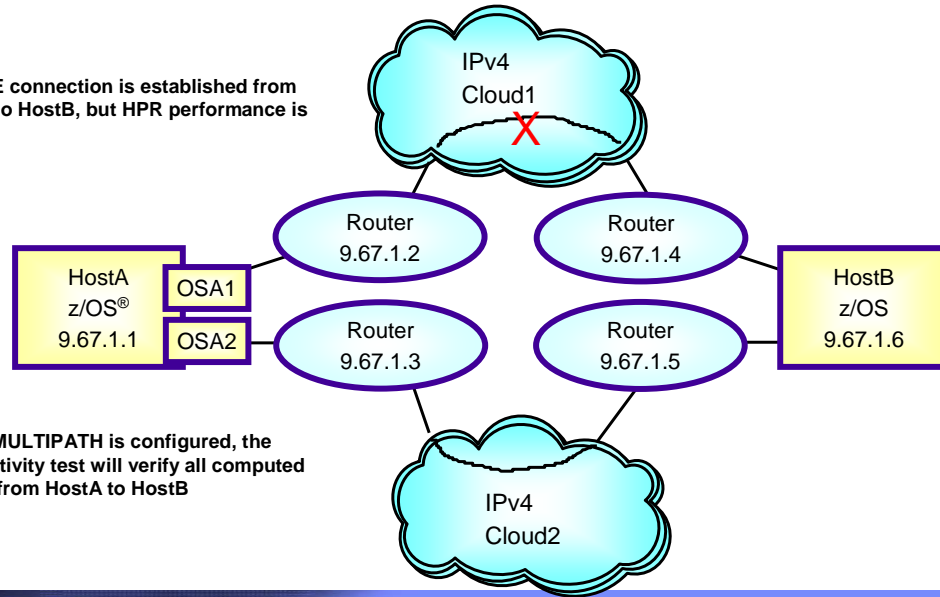 E connection is established from
o HostB, but HPR performance is
IPv4
Cloud1
X
Router
9.67.1.2
Router
9.67.1.4
HostA
z/OS®
9.67.1.1
OSA1
OSA2
HostB
z/OS
9.67.1.6
Router
9.67.1.3
Router
9.67.1.5
MULTIPATH is configured, the
tivity test will verify all computed
from HostA to HostB
IPv4
Cloud2